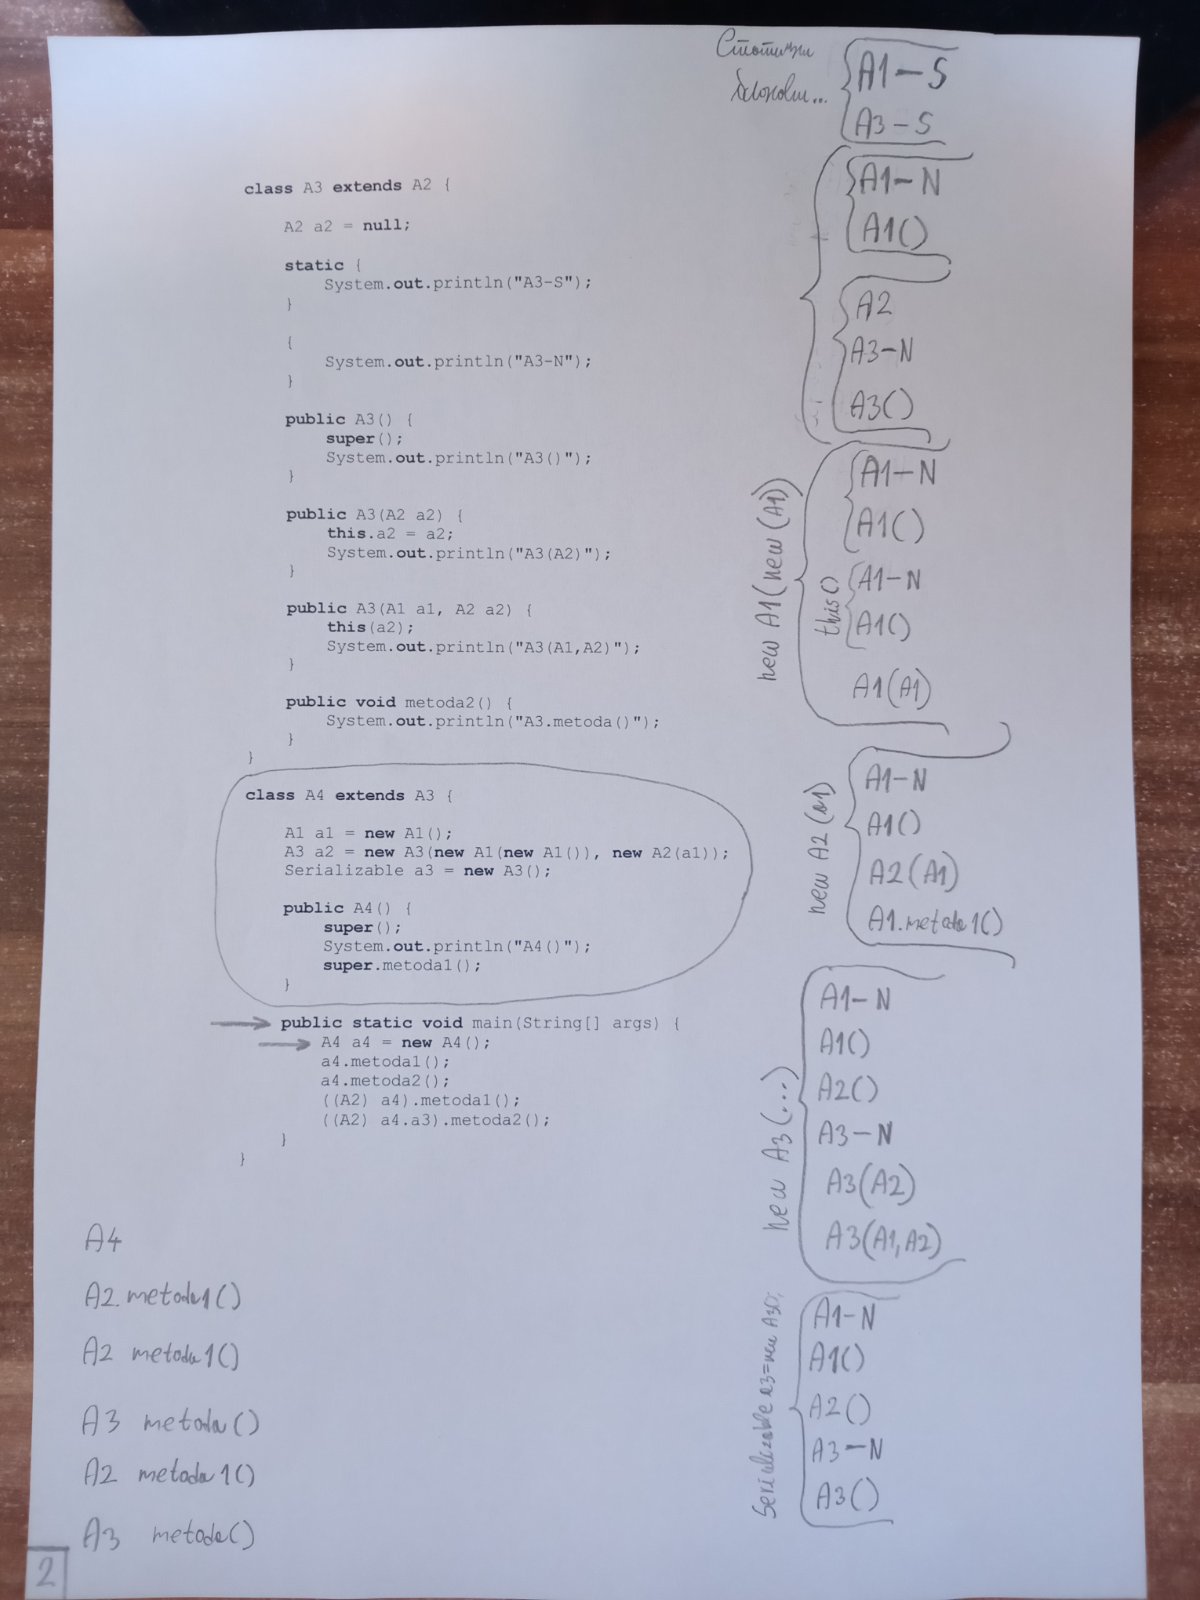 class A3 extends A2 {
A2 a2 = null;
static {
System.out.println("A3-S");
}
{
System.out.println("A3-N");
}
public A3() {
super();
System.out.println("A3()");
}
public A3(A2 a2) {
this.a2 = a2;
System.out.println("A3(A2)");
}
public A3(A1 a1, A2 a2) {
this(a2);
System.out.println("A3(A1,A2)");
}
public void metoda2() {
System.out.println("A3.metoda()");
}
}
class A4 extends A3 {
A1 a1 = new A1();
A3 a2 = new A3(new A1(new A1()), new A2(a1));
Serializable a3 = new A3();
public A4() {
super();
System.out.println("A4()");
super.metoda1();
}
public static void main(String[] args) {
A4 a4 = new A4();
a4.metoda1();
a4.metoda2();
((A2) a4).metoda1();
((A2) a4.a3).metoda2();
}
}
A4
A2.metoda1()
A2 metoda1()
A3 metoda()
A2 metoda1()
A3 metoda()
2
A1-S
A3-S
A1-N
A1()
A2
A3-N
A3()
new A1(new(A1))
A1-N
A1()
this()
A1-N
A1()
A1(A1)
new A2(a1)
A1-N
A1()
A2(A1)
A1.metoda1()
new A3(...)
A1-N
A1()
A2()
A3-N
A3(A2)
A3(A1,A2)
Serializable a3=new A3();
A1-N
A1()
A2()
A3-N
A3()